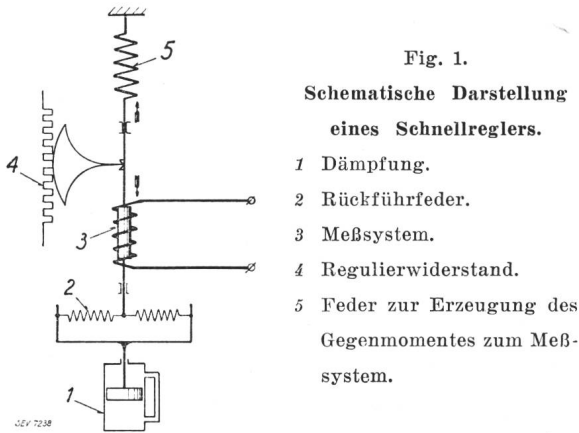 5
4
3
2
1
SEV 7238
Fig. 1.
Schematische Darstellung
eines Schnellreglers.
1 Dämpfung.
2 Rückführfeder.
3 Meßsystem.
4 Regulierwiderstand.
5 Feder zur Erzeugung des
Gegenmomentes zum Meß-
system.